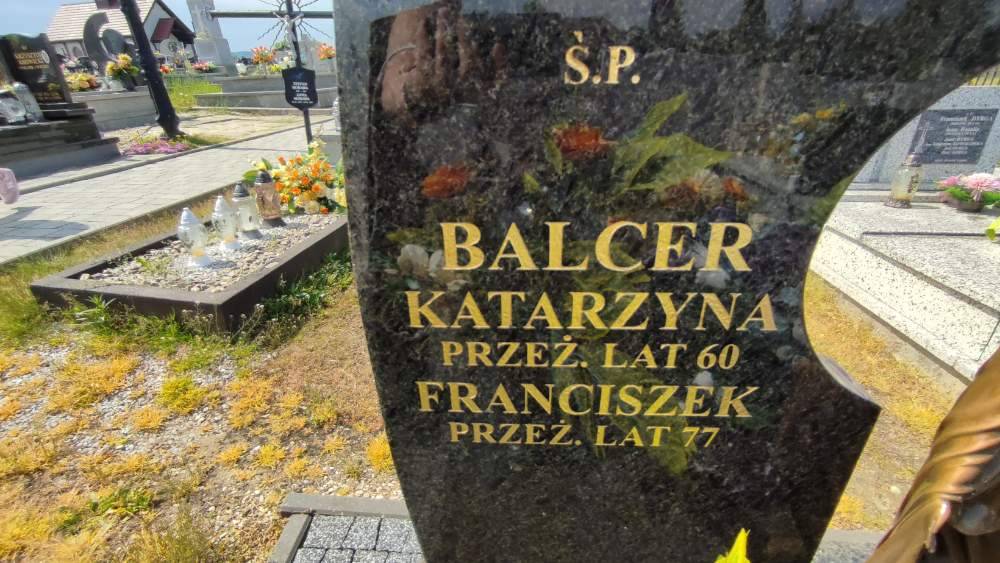 Ś.P.
BALCER
KATARZYNA
PRZEŻ. LAT 60
FRANCISZEK
PRZEŻ. LAT 77